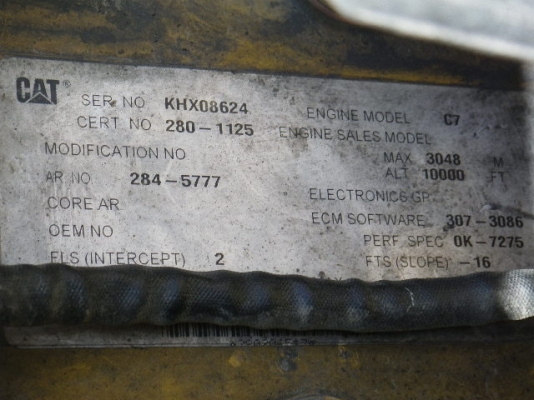 CAT®
SER NO KHX08624 ENGINE MODEL C7
CERT NO 280-1125 ENGINE SALES MODEL
MODIFICATION NO MAX 3048 M
AR NO 284-5777 ALT 10000 FT
CORE AR ELECTRONICS GP
ECM SOFTWARE 307-3086
OEM NO PERF SPEC 0K-7275
FLS (INTERCEPT) 2 FTS (SLOPE) -16